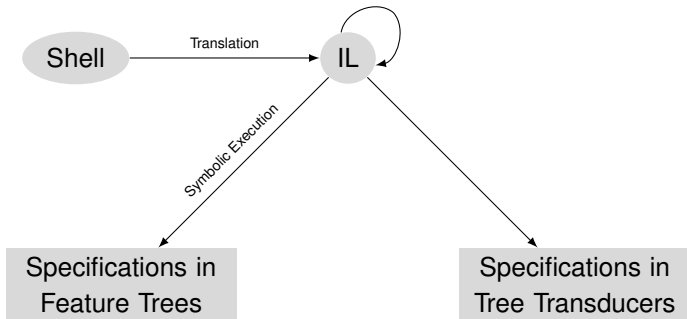 Translation
Shell
IL
Symbolic Execution
Specifications in
Feature Trees
Specifications in
Tree Transducers